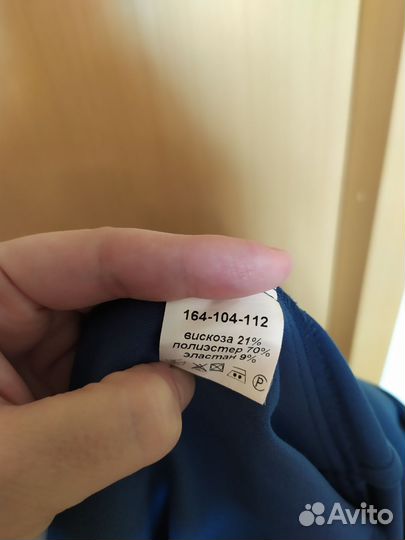 164-104-112
вискоза 21%
полиэстер 70%
эластан 9%
P
Avito